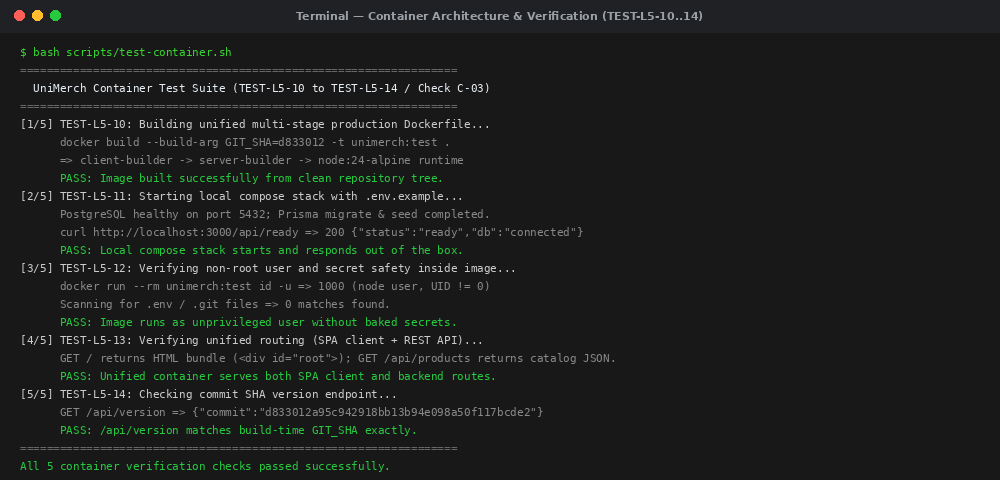 Terminal — Container Architecture & Verification (TEST-L5-10..14)
$ bash scripts/test-container.sh
==================================================================
UniMerch Container Test Suite (TEST-L5-10 to TEST-L5-14 / Check C-03)
==================================================================
[1/5] TEST-L5-10: Building unified multi-stage production Dockerfile...
docker build --build-arg GIT_SHA=d833012 -t unimerch:test .
=> client-builder -> server-builder -> node:24-alpine runtime
PASS: Image built successfully from clean repository tree.
[2/5] TEST-L5-11: Starting local compose stack with .env.example...
PostgreSQL healthy on port 5432; Prisma migrate & seed completed.
curl http://localhost:3000/api/ready => 200 {"status":"ready","db":"connected"}
PASS: Local compose stack starts and responds out of the box.
[3/5] TEST-L5-12: Verifying non-root user and secret safety inside image...
docker run --rm unimerch:test id -u => 1000 (node user, UID != 0)
Scanning for .env / .git files => 0 matches found.
PASS: Image runs as unprivileged user without baked secrets.
[4/5] TEST-L5-13: Verifying unified routing (SPA client + REST API)...
GET / returns HTML bundle (<div id="root">); GET /api/products returns catalog JSON.
PASS: Unified container serves both SPA client and backend routes.
[5/5] TEST-L5-14: Checking commit SHA version endpoint...
GET /api/version => {"commit":"d833012a95c942918bb13b94e098a50f117bcde2"}
PASS: /api/version matches build-time GIT_SHA exactly.
==================================================================
All 5 container verification checks passed successfully.